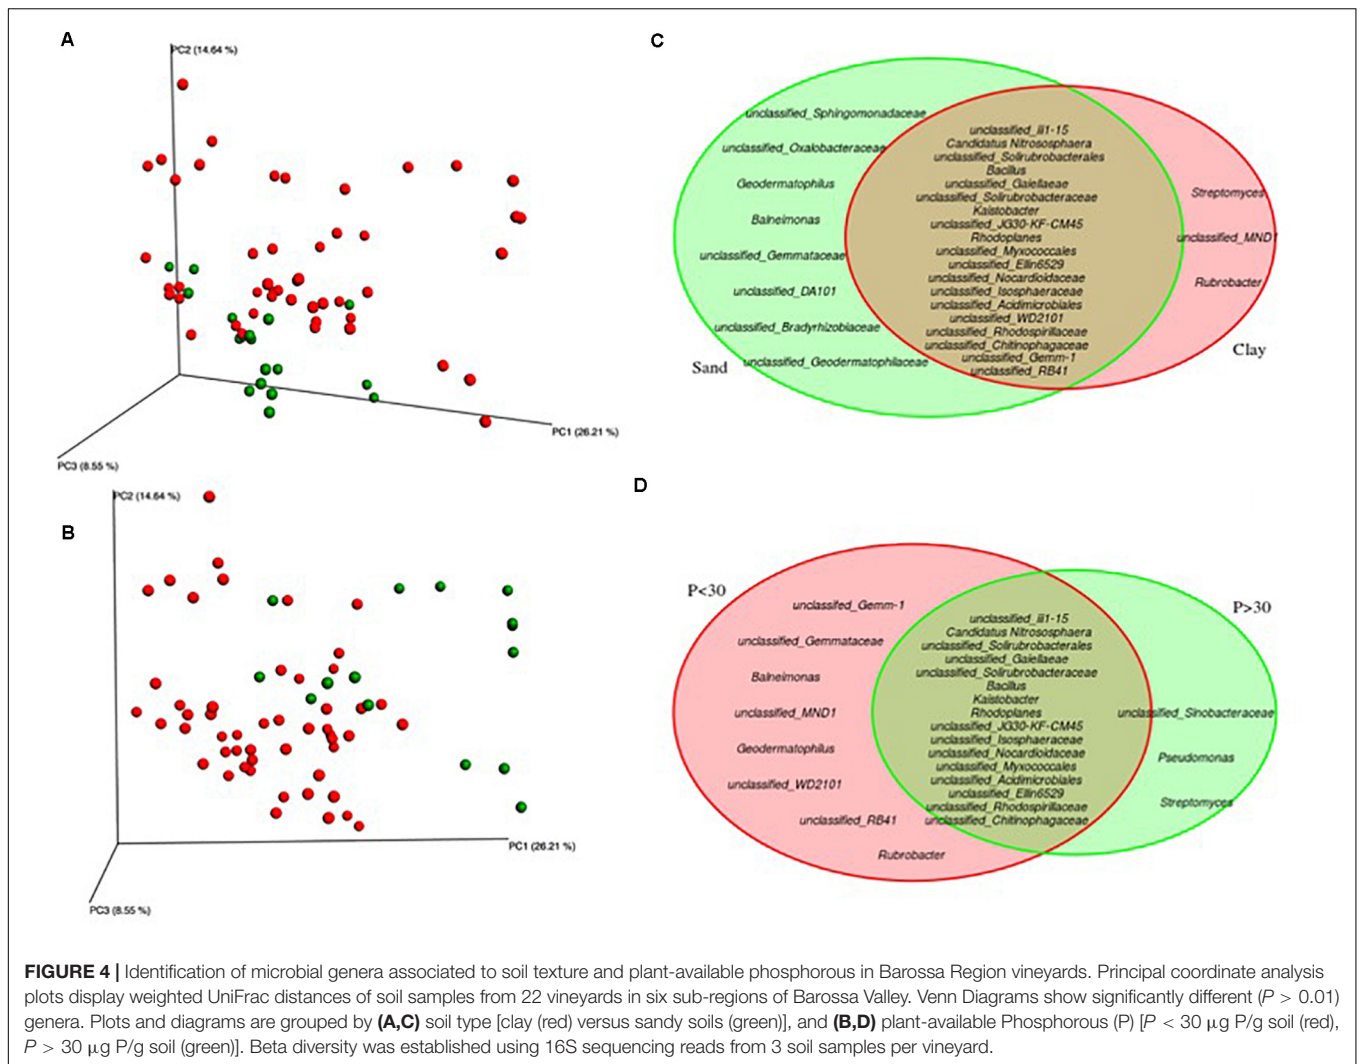 A
PC2 (14.64 %)
PC1 (26.21 %)
PC3 (8.55 %)
C
unclassified_Sphingomonadaceae
unclassified_Oxalobacteraceae
Geodermatophilus
Balneimonas
unclassified_Gemmataceae
unclassified_DA101
unclassified_Bradyrhizobiaceae
unclassified_Geodermatophilaceae
Sand
unclassified_iii1-15
Candidatus Nitrososphaera
unclassified_Solirubrobacterales
Bacillus
unclassified_Gaiellaeae
unclassified_Solirubrobacteraceae
Kaistobacter
unclassified_JG30-KF-CM45
Rhodoplanes
unclassified_Myxococcales
unclassified_Ellin6529
unclassified_Nocardioidaceae
unclassified_Isosphaeraceae
unclassified_Acidimicrobiales
unclassified_WD2101
unclassified_Rhodospirillaceae
unclassified_Chitinophagaceae
unclassified_Gemm-1
unclassified_RB41
Streptomyces
unclassified_MND1
Rubrobacter
Clay
B
PC2 (14.64 %)
PC1 (26.21 %)
PC3 (8.55 %)
D
P<30
unclassifed_Gemm-1
unclassified_Gemmataceae
Balneimonas
unclassified_MND1
Geodermatophilus
unclassified_WD2101
unclassified_RB41
Rubrobacter
unclassified_iii1-15
Candidatus Nitrososphaera
unclassified_Solirubrobacterales
unclassified_Gaiellaeae
unclassified_Solirubrobacteraceae
Bacillus
Kaistobacter
Rhodoplanes
unclassified_JG30-KF-CM45
unclassified_Isosphaeraceae
unclassified_Nocardioidaceae
unclassified_Myxococcales
unclassified_Acidimicrobiales
unclassified_Ellin6529
unclassified_Rhodospirillaceae
unclassified_Chitinophagaceae
P>30
unclassified_Sinobacteraceae
Pseudomonas
Streptomyces
FIGURE 4 | Identification of microbial genera associated to soil texture and plant-available phosphorous in Barossa Region vineyards. Principal coordinate analysis
plots display weighted UniFrac distances of soil samples from 22 vineyards in six sub-regions of Barossa Valley. Venn Diagrams show significantly different (P > 0.01)
genera. Plots and diagrams are grouped by (A,C) soil type [clay (red) versus sandy soils (green)], and (B,D) plant-available Phosphorous (P) [P < 30 μg P/g soil (red),
P > 30 μg P/g soil (green)]. Beta diversity was established using 16S sequencing reads from 3 soil samples per vineyard.